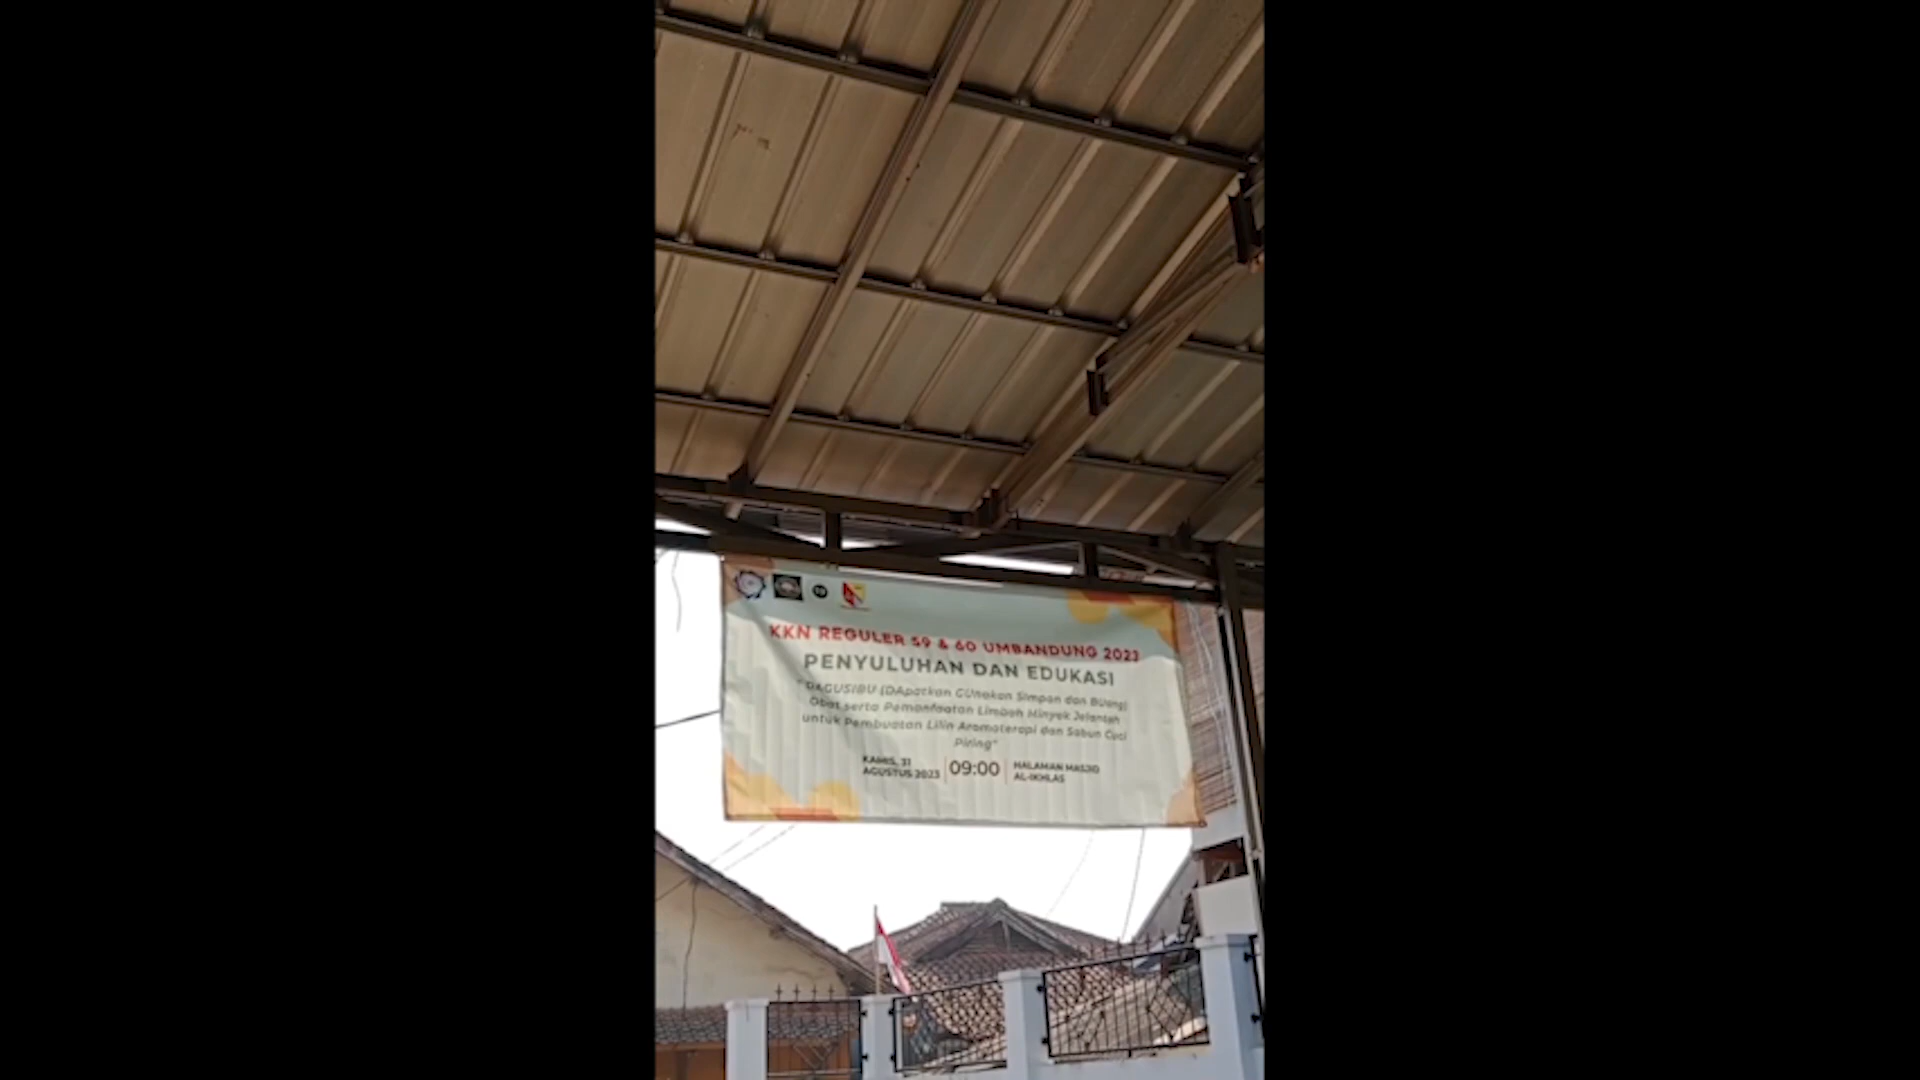 KKN REGULER 59 & 60 UMBANDUNG 2023
PENYULUHAN DAN EDUKASI
"DAGUSIBU (DApatkan GUnakan SImpan dan BUang)
Obat serta Pemanfaatan Limbah Minyak Jelantah
untuk Pembuatan Lilin Aromaterapi dan Sabun Cuci
Piring"
KAMIS, 31
AGUSTUS 2023
09:00
HALAMAN MASJID
AL-IKHLAS